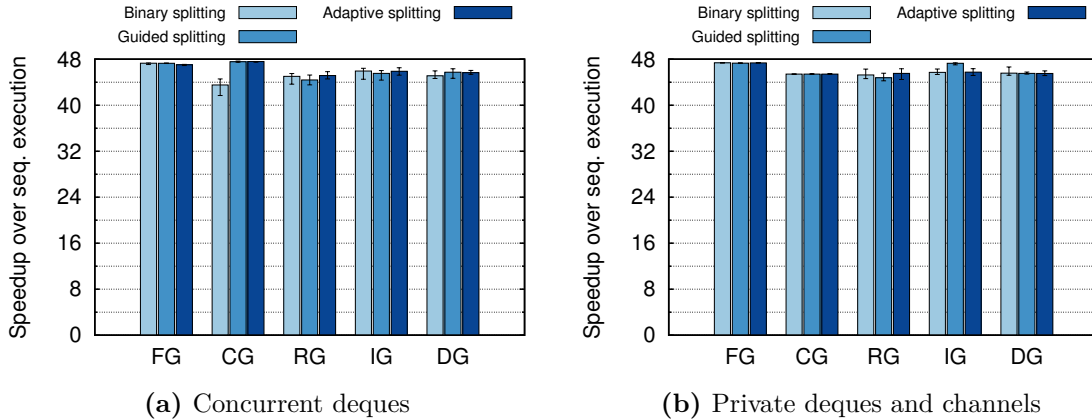 Binary splitting
Adaptive splitting
Guided splitting
Speedup over seq. execution
48
40
32
24
16
8
0
FG CG RG IG DG
(a) Concurrent deques
Binary splitting
Adaptive splitting
Guided splitting
Speedup over seq. execution
48
40
32
24
16
8
0
FG CG RG IG DG
(b) Private deques and channels